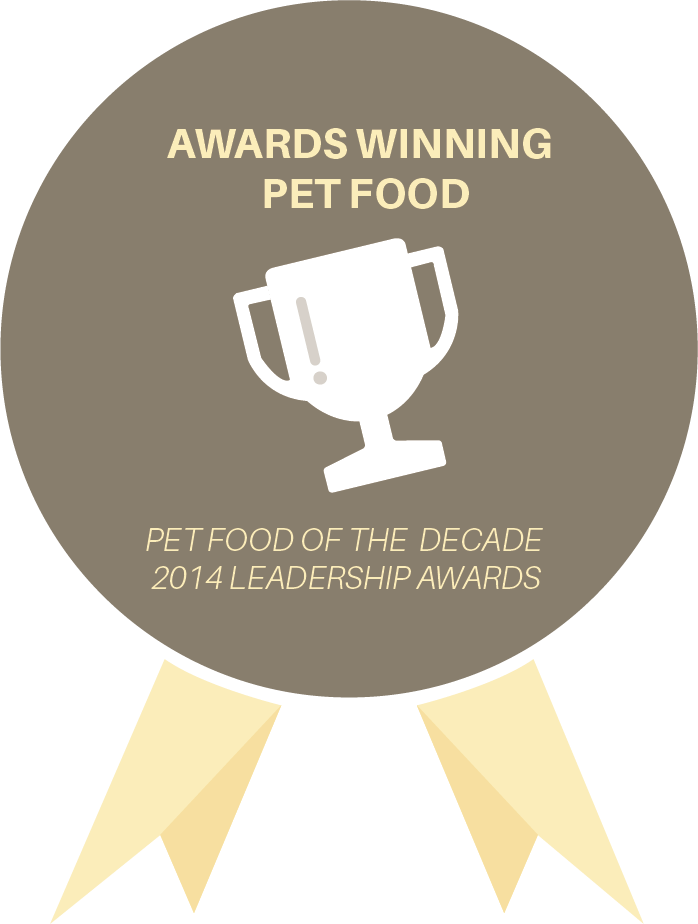 AWARDS WINNING
PET FOOD
PET FOOD OF THE DECADE
2014 LEADERSHIP AWARDS